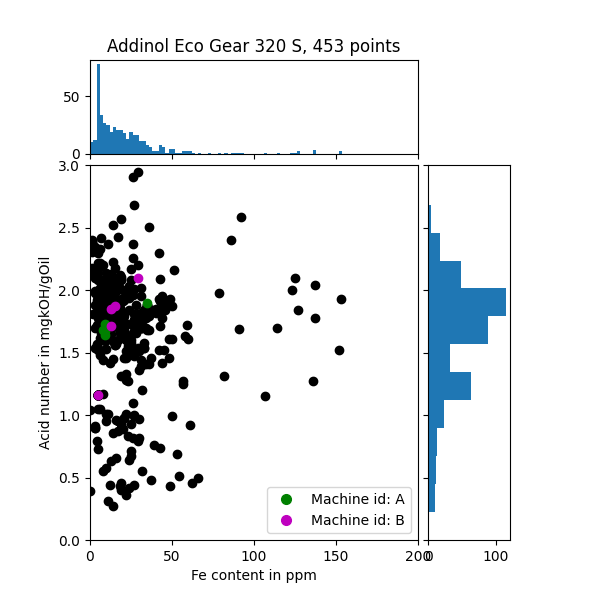 Addinol Eco Gear 320 S, 453 points
50
0
3.0
2.5
2.0
1.5
1.0
0.5
0.0
Acid number in mgkOH/gOil
Machine id: A
Machine id: B
0 50 100 150 200 0 100
Fe content in ppm